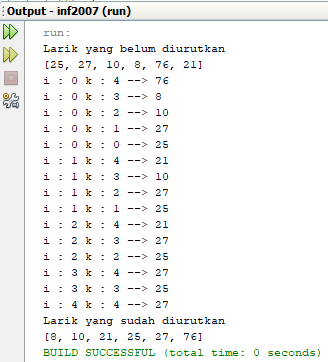 Output - inf2007 (run)
run:
Larik yang belum diurutkan
[25, 27, 10, 8, 76, 21]
i : 0 k : 4 --> 76
i : 0 k : 3 --> 8
i : 0 k : 2 --> 10
i : 0 k : 1 --> 27
i : 0 k : 0 --> 25
i : 1 k : 4 --> 21
i : 1 k : 3 --> 10
i : 1 k : 2 --> 27
i : 1 k : 1 --> 25
i : 2 k : 4 --> 21
i : 2 k : 3 --> 27
i : 2 k : 2 --> 25
i : 3 k : 4 --> 27
i : 3 k : 3 --> 25
i : 4 k : 4 --> 27
Larik yang sudah diurutkan
[8, 10, 21, 25, 27, 76]
BUILD SUCCESSFUL (total time: 0 seconds)